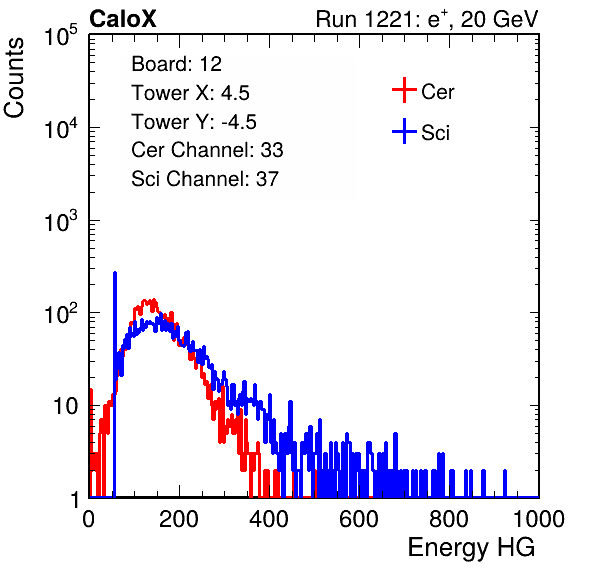 CaloX Run 1221: e⁺, 20 GeV
Counts
Board: 12
Tower X: 4.5
Tower Y: -4.5
Cer Channel: 33
Sci Channel: 37
Cer
Sci
10⁵
10⁴
10³
10²
10
1
0 200 400 600 800 1000
Energy HG